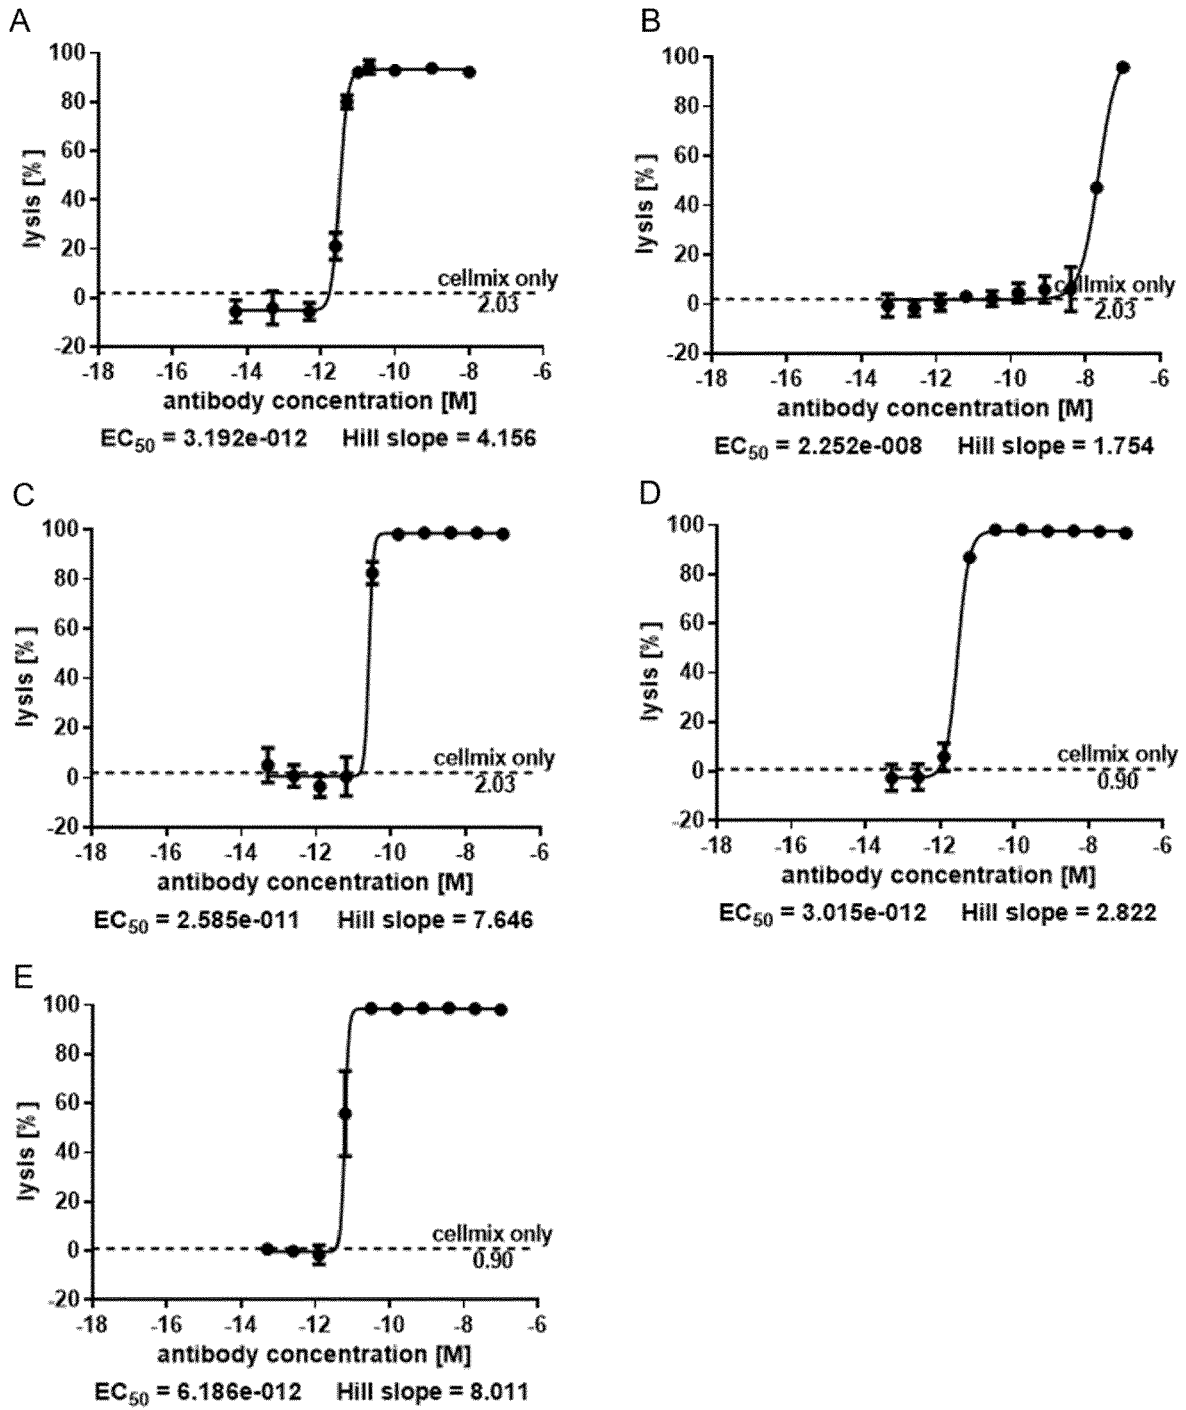 A
100
80
60
40
20
0
-20
lysis [%]
cellmix only
2.03
-18 -16 -14 -12 -10 -8 -6
antibody concentration [M]
EC50 = 3.192e-012 Hill slope = 4.156
B
100
80
60
40
20
0
-20
lysis [%]
cellmix only
2.03
-18 -16 -14 -12 -10 -8 -6
antibody concentration [M]
EC50 = 2.252e-008 Hill slope = 1.754
C
100
80
60
40
20
0
-20
lysis [%]
cellmix only
2.03
-18 -16 -14 -12 -10 -8 -6
antibody concentration [M]
EC50 = 2.585e-011 Hill slope = 7.646
D
100
80
60
40
20
0
-20
lysis [%]
cellmix only
0.90
-18 -16 -14 -12 -10 -8 -6
antibody concentration [M]
EC50 = 3.015e-012 Hill slope = 2.822
E
100
80
60
40
20
0
-20
lysis [%]
cellmix only
0.90
-18 -16 -14 -12 -10 -8 -6
antibody concentration [M]
EC50 = 6.186e-012 Hill slope = 8.011